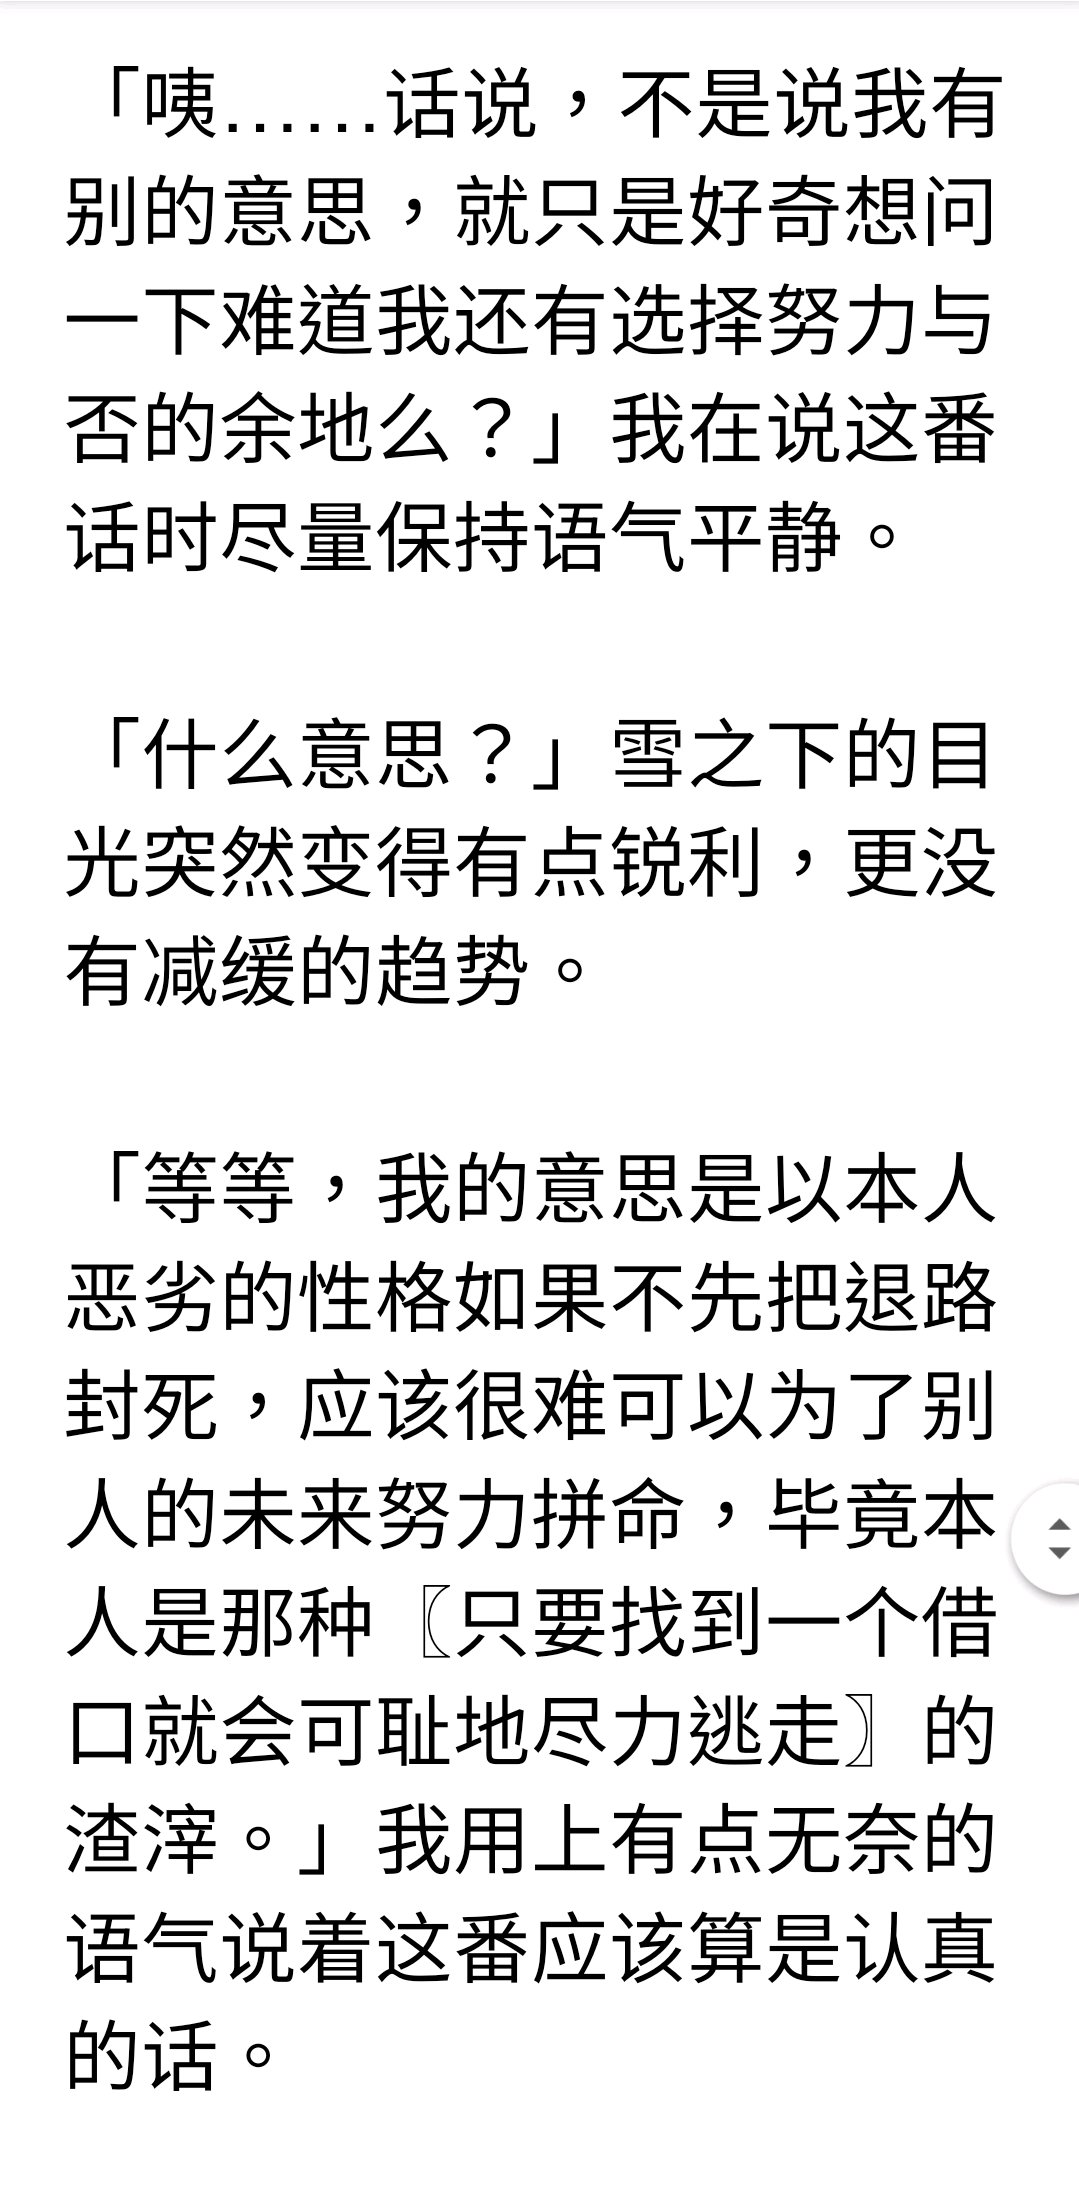 「咦……话说，不是说我有
别的意思，就只是好奇想问
一下难道我还有选择努力与
否的余地么？」我在说这番
话时尽量保持语气平静。
「什么意思？」雪之下的目
光突然变得有点锐利，更没
有减缓的趋势。
「等等，我的意思是以本人
恶劣的性格如果不先把退路
封死，应该很难可以为了别
人的未来努力拼命，毕竟本
人是那种〖只要找到一个借
口就会可耻地尽力逃走〗的
渣滓。」我用上有点无奈的
语气说着这番应该算是认真
的话。